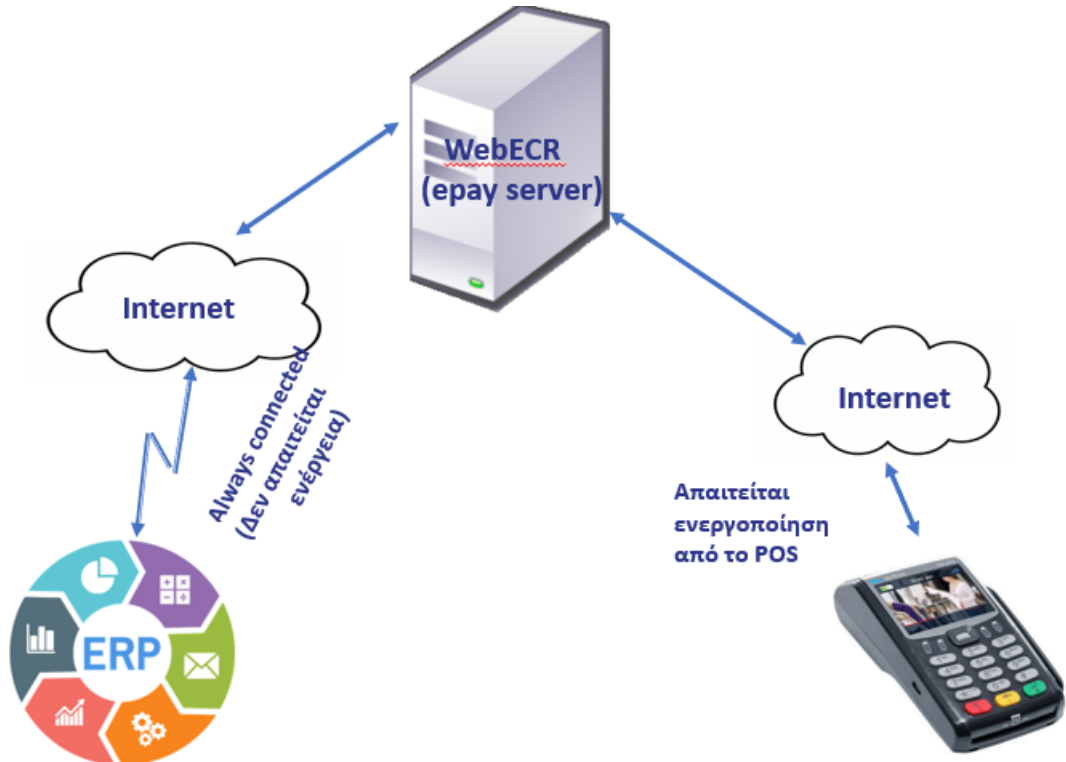 WebECR
(epay server)
Internet
Always connected
(Δεν απαιτείται
ενέργεια)
Internet
Απαιτείται
ενεργοποίηση
από το POS
ERP